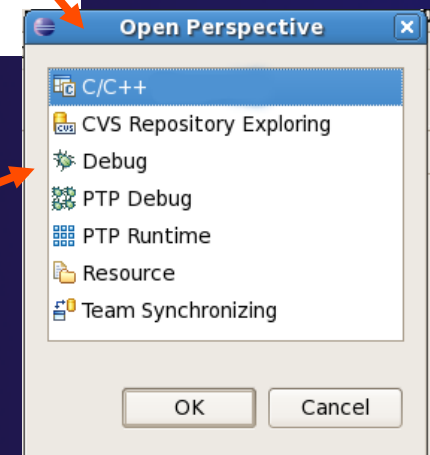 Open Perspective
C/C++
CVS Repository Exploring
Debug
PTP Debug
PTP Runtime
Resource
Team Synchronizing
OK Cancel